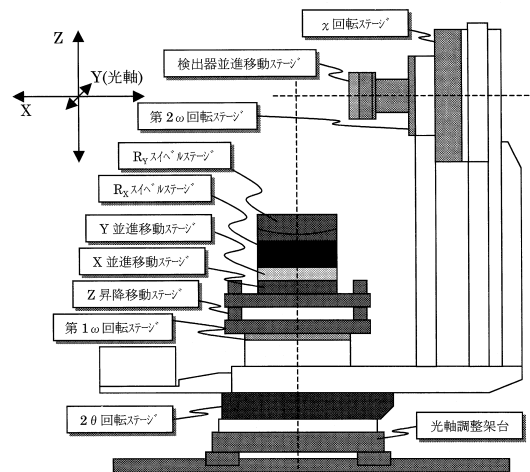 χ回転ステージ
Z
検出器並進移動ステージ
Y(光軸)
X
第2ω回転ステージ
RYスイベルステージ
RXスイベルステージ
Y並進移動ステージ
X並進移動ステージ
Z昇降移動ステージ
第1ω回転ステージ
2θ回転ステージ
光軸調整架台